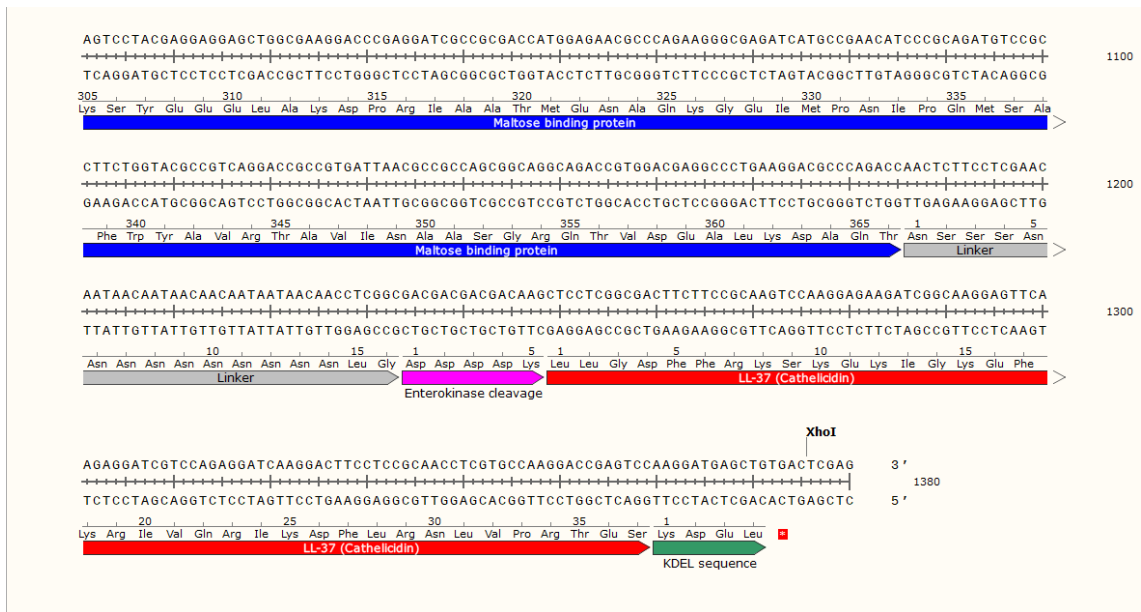 AGTCCTACGAGGAGGAGCTGGCGAAGGACCCGAGGATCGCCGCGACCATGGAGAACGCCCAGAAGGGCGAGATCATGCCGAACATCCCGCAGATGTCCGC
1100
TCAGGATGCTCCTCCTCGACCGCTTCCTGGGCTCCTAGCGGCGCTGGTACCTCTTGCGGGTCTTCCCGCTCTAGTACGGCTTGTAGGGCGTCTACAGGCG
305 310 315 320 325 330 335
Lys Ser Tyr Glu Glu Glu Leu Ala Lys Asp Pro Arg Ile Ala Ala Thr Met Glu Asn Ala Gln Lys Gly Glu Ile Met Pro Asn Ile Pro Gln Met Ser Ala
Maltose binding protein
CTTCTGGTACGCCGTCAGGACCGCCGTGATTAACGCCGCCAGCGGCAGGCAGACCGTGGACGAGGCCCTGAAGGACGCCCAGACCAACTCTTCCTCGAAC
1200
GAAGACCATGCGGCAGTCCTGGCGGCACTAATTGCGGCGGTCGCCGTCCGTCTGGCACCTGCTCCGGGACTTCCTGCGGGTCTGGTTGAGAAGGAGCTTG
340 345 350 355 360 365 1 5
Phe Trp Tyr Ala Val Arg Thr Ala Val Ile Asn Ala Ala Ser Gly Arg Gln Thr Val Asp Glu Ala Leu Lys Asp Ala Gln Thr Asn Ser Ser Ser Asn
Maltose binding protein Linker
AATAACAATAACAACAATAATAACAACCTCGGCGACGACGACGACAAGCTCCTCGGCGACTTCTTCCGCAAGTCCAAGGAGAAGATCGGCAAGGAGTTCA
1300
TTATTGTTATTGTTGTTATTATTGTTGGAGCCGCTGCTGCTGCTGTTCGAGGAGCCGCTGAAGAAGGCGTTCAGGTTCCTCTTCTAGCCGTTCCTCAAGT
10 15 1 5 1 5 10 15
Asn Asn Asn Asn Asn Asn Asn Asn Asn Leu Gly Asp Asp Asp Asp Lys Leu Leu Gly Asp Phe Phe Arg Lys Ser Lys Glu Lys Ile Gly Lys Glu Phe
Linker LL-37 (Cathelicidin)
Enterokinase cleavage
XhoI
AGAGGATCGTCCAGAGGATCAAGGACTTCCTCCGCAACCTCGTGCCAAGGACCGAGTCCAAGGATGAGCTGTGACTCGAG 3'
1380
TCTCCTAGCAGGTCTCCTAGTTCCTGAAGGAGGCGTTGGAGCACGGTTCCTGGCTCAGGTTCCTACTCGACACTGAGCTC 5'
20 25 30 35 1
Lys Arg Ile Val Gln Arg Ile Lys Asp Phe Leu Arg Asn Leu Val Pro Arg Thr Glu Ser Lys Asp Glu Leu *
LL-37 (Cathelicidin)
KDEL sequence